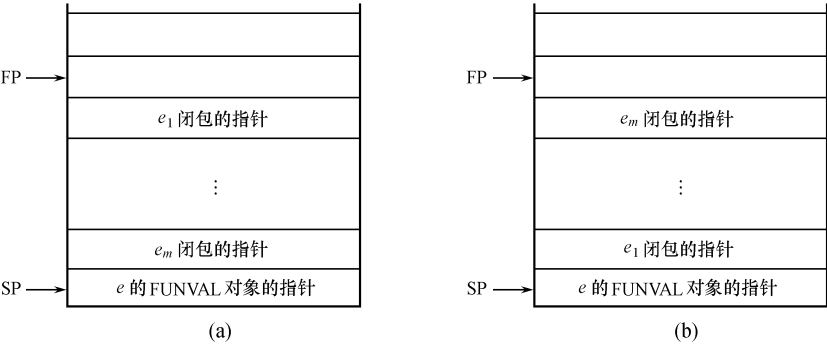 FP
e₁ 闭包的指针
⋮
eₘ 闭包的指针
SP
e 的 FUNVAL 对象的指针
(a)
FP
eₘ 闭包的指针
⋮
e₁ 闭包的指针
SP
e 的 FUNVAL 对象的指针
(b)